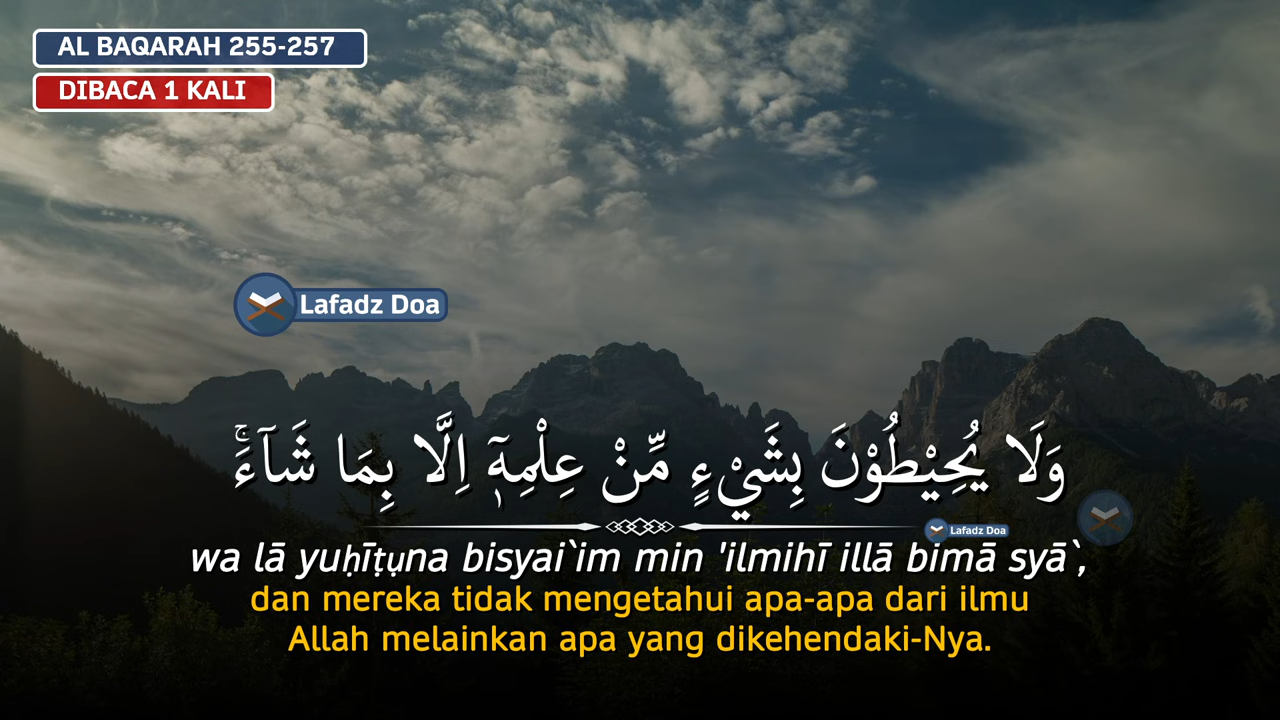 AL BAQARAH 255-257
DIBACA 1 KALI
Lafadz Doa
وَلَا يُحِيْطُوْنَ بِشَيْءٍ مِّنْ عِلْمِهٖٓ اِلَّا بِمَا شَاۤءَۚ
Lafadz Doa
wa lā yuḥīṭụna bisyai`im min 'ilmihī illā bimā syā`,
dan mereka tidak mengetahui apa-apa dari ilmu
Allah melainkan apa yang dikehendaki-Nya.